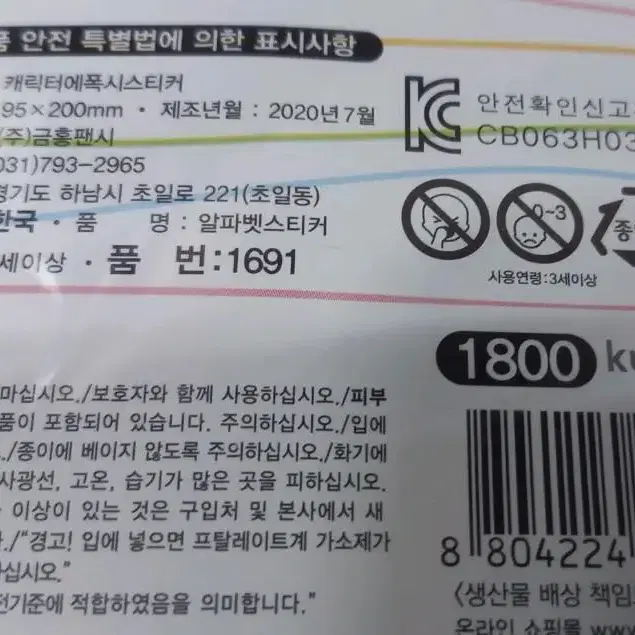 품 안전 특별법에 의한 표시사항
캐릭터에폭시스티커
95×200mm · 제조년월 : 2020년 7월
(주)금홍팬시
031)793-2965
경기도 하남시 초일로 221(초일동)
한국 · 품 명 : 알파벳스티커
세이상 · 품 번:1691
안전확인신고
CB063H03
0~3
종
사용연령:3세이상
1800
마십시오./보호자와 함께 사용하십시오./피부
품이 포함되어 있습니다. 주의하십시오./입에
./종이에 베이지 않도록 주의하십시오./화기에
사광선, 고온, 습기가 많은 곳을 피하십시오.
이상이 있는 것은 구입처 및 본사에서 새
./"경고! 입에 넣으면 프탈레이트계 가소제가
십시오."
전기준에 적합하였음을 의미합니다."
8 804224
<생산물 배상 책임
온라인 쇼핑몰 www